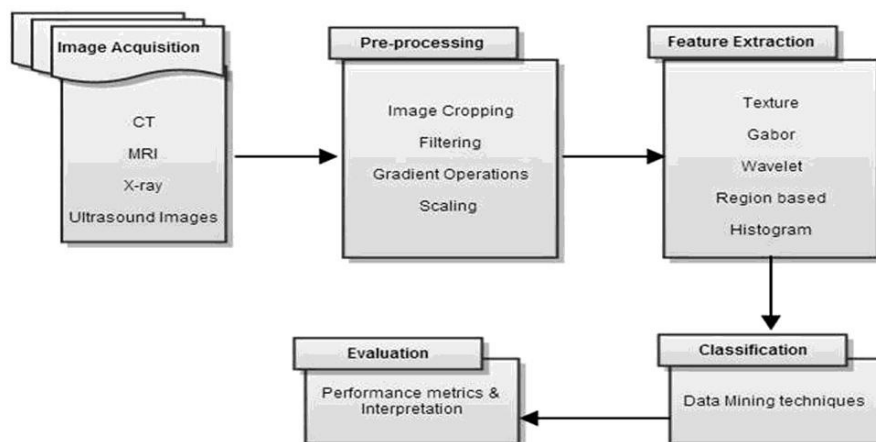 Image Acquisition
CT
MRI
X-ray
Ultrasound Images
Pre-processing
Image Cropping
Filtering
Gradient Operations
Scaling
Feature Extraction
Texture
Gabor
Wavelet
Region based
Histogram
Classification
Data Mining techniques
Evaluation
Performance metrics &
Interpretation